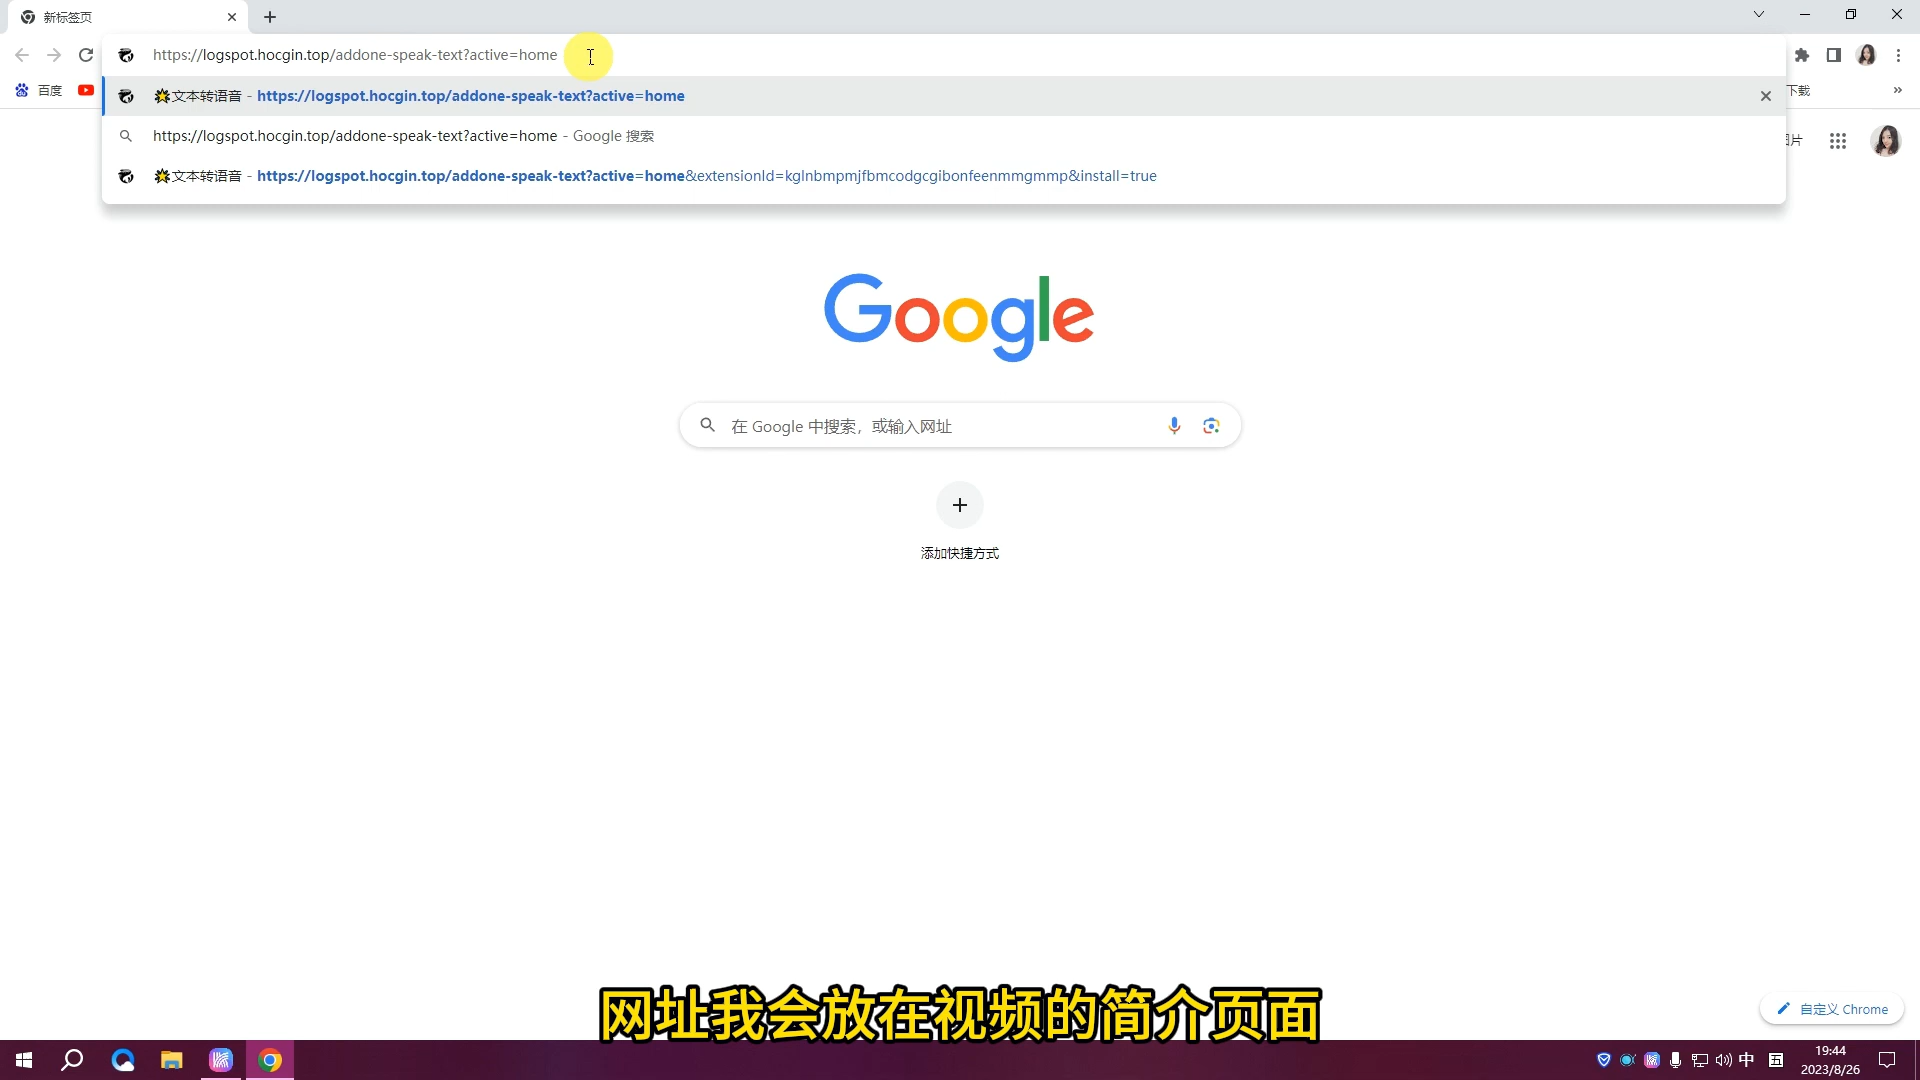 新标签页
https://logspot.hocgin.top/addone-speak-text?active=home
文本转语音 - https://logspot.hocgin.top/addone-speak-text?active=home
https://logspot.hocgin.top/addone-speak-text?active=home - Google 搜索
文本转语音 - https://logspot.hocgin.top/addone-speak-text?active=home&extensionId=kglnbmpmjfbmcodgcgibonfeenmmgmmp&install=true
百度
下载
»
片
Google
在 Google 中搜索，或输入网址
添加快捷方式
网址我会放在视频的简介页面
自定义 Chrome
中
五
19:44
2023/8/26